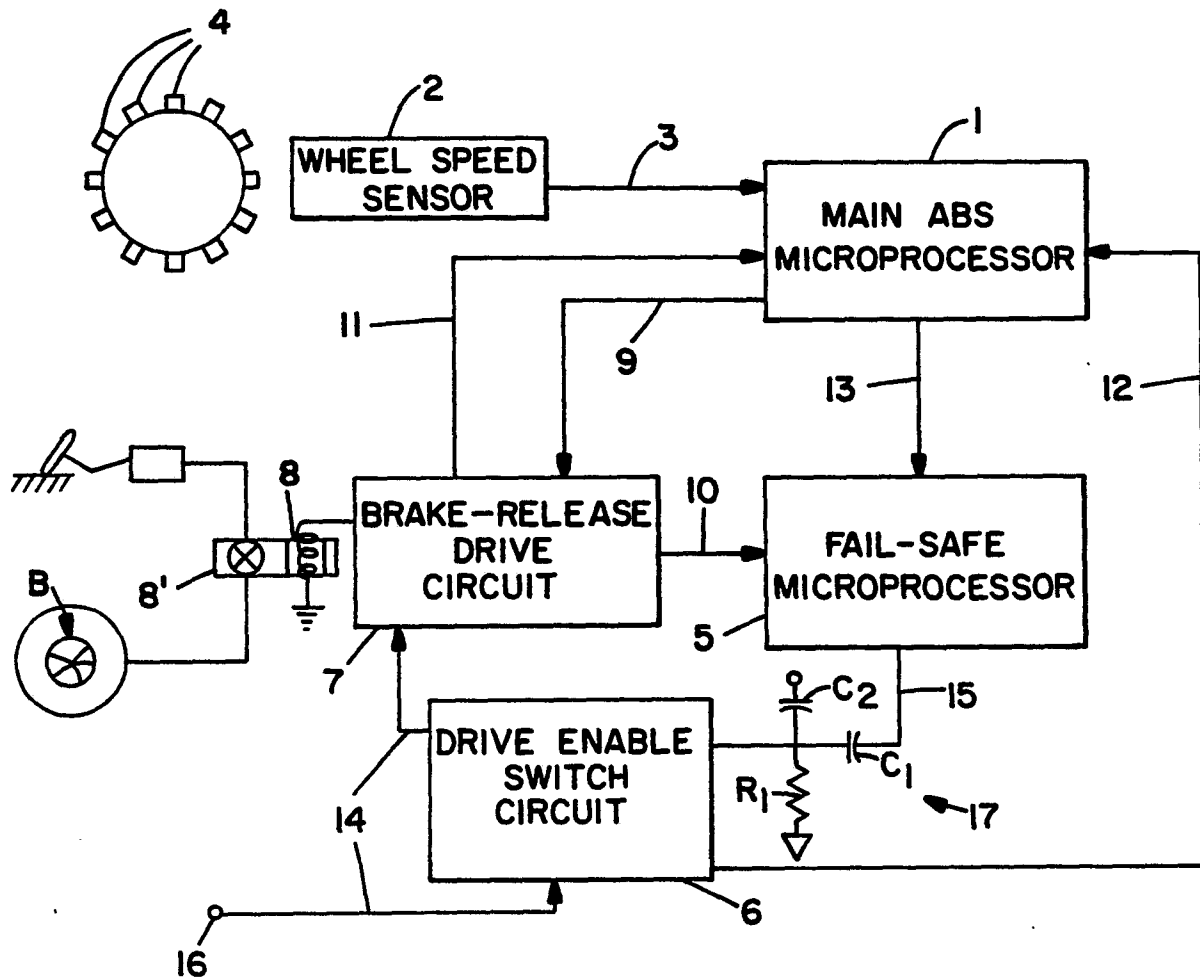 4
2
WHEEL SPEED
SENSOR
3
1
MAIN ABS
MICROPROCESSOR
11
9
13
12
8
BRAKE-RELEASE
DRIVE
CIRCUIT
10
FAIL-SAFE
MICROPROCESSOR
8'
B
7
5
C2
15
DRIVE ENABLE
SWITCH
CIRCUIT
C1
R1
17
14
6
16